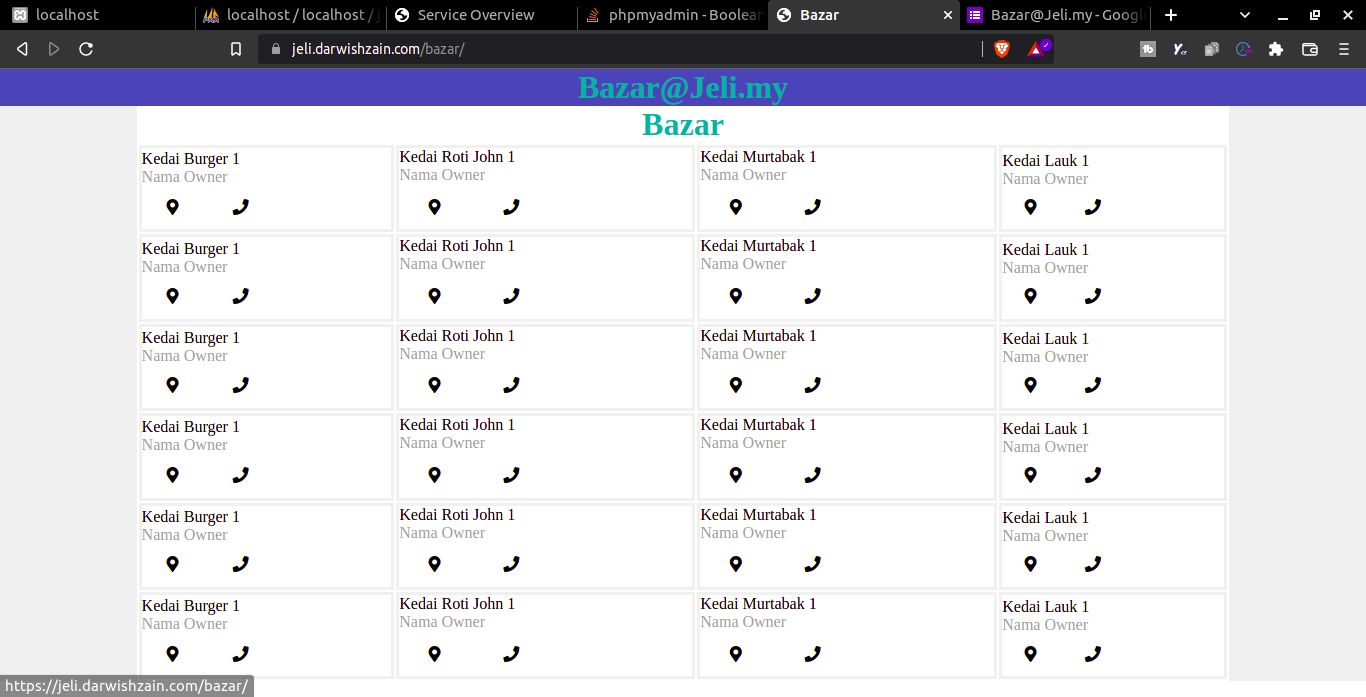 localhost
localhost / localhost / j
Service Overview
phpmyadmin - Boolean
Bazar
Bazar@Jeli.my - Googl
jeli.darwishzain.com/bazar/
Bazar@Jeli.my
Bazar
Kedai Burger 1 Kedai Roti John 1 Kedai Murtabak 1 Kedai Lauk 1
Nama Owner Nama Owner Nama Owner Nama Owner
Kedai Burger 1 Kedai Roti John 1 Kedai Murtabak 1 Kedai Lauk 1
Nama Owner Nama Owner Nama Owner Nama Owner
Kedai Burger 1 Kedai Roti John 1 Kedai Murtabak 1 Kedai Lauk 1
Nama Owner Nama Owner Nama Owner Nama Owner
Kedai Burger 1 Kedai Roti John 1 Kedai Murtabak 1 Kedai Lauk 1
Nama Owner Nama Owner Nama Owner Nama Owner
Kedai Burger 1 Kedai Roti John 1 Kedai Murtabak 1 Kedai Lauk 1
Nama Owner Nama Owner Nama Owner Nama Owner
Kedai Burger 1 Kedai Roti John 1 Kedai Murtabak 1 Kedai Lauk 1
Nama Owner Nama Owner Nama Owner Nama Owner
https://jeli.darwishzain.com/bazar/